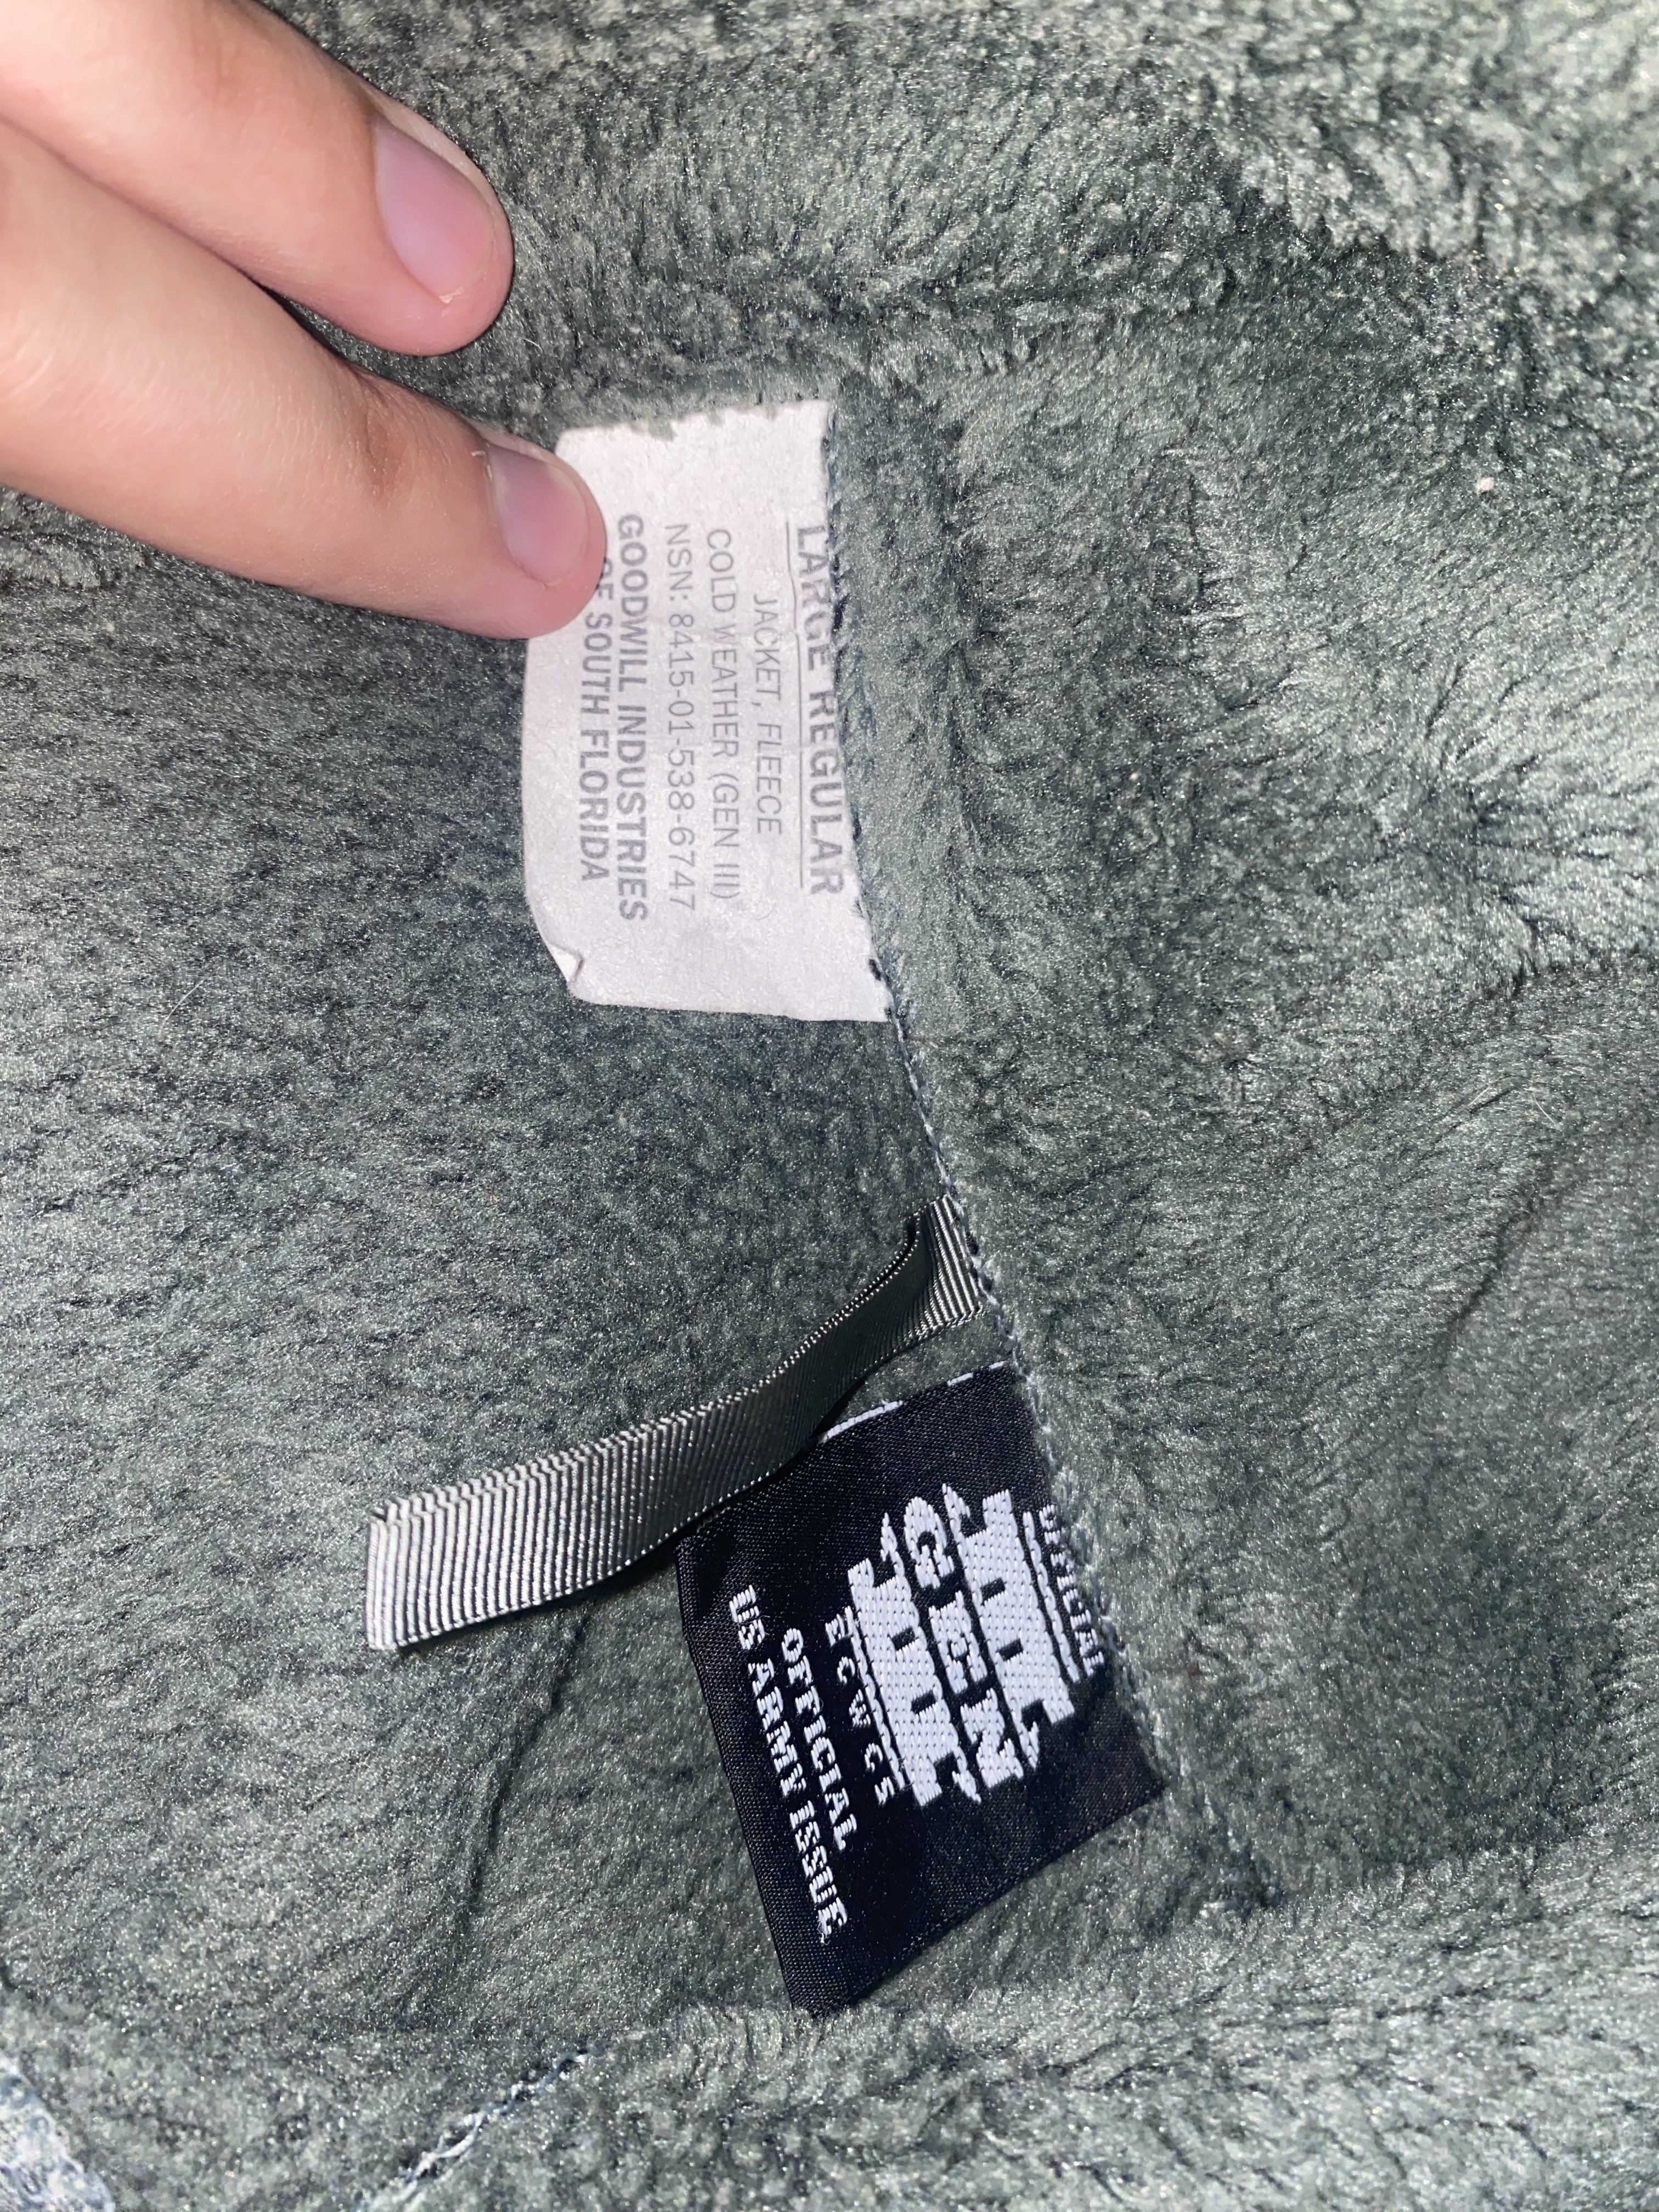 LARGE REGULAR
JACKET, FLEECE
COLD WEATHER (GEN III)
NSN: 8415-01-538-6747
GOODWILL INDUSTRIES
OF SOUTH FLORIDA
GEN
ECWCS
OFFICIAL
US ARMY ISSUE